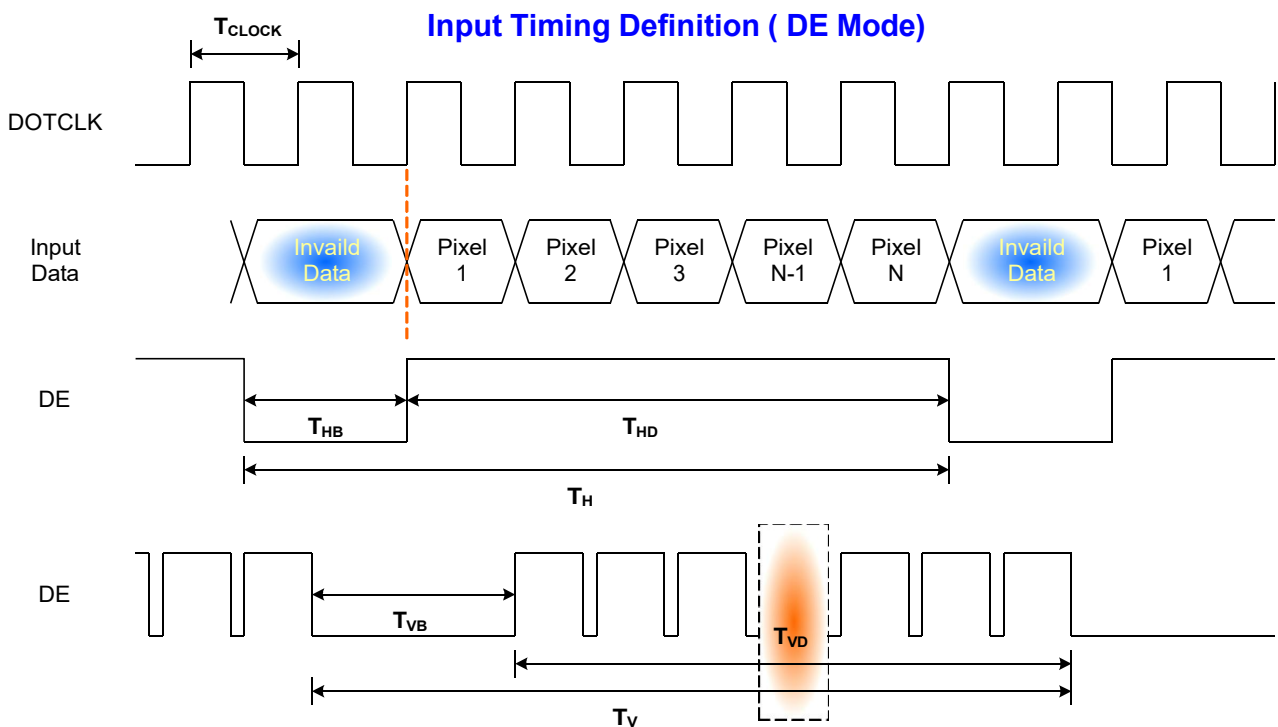 Input Timing Definition ( DE Mode)
TCLOCK
DOTCLK
Input
Data
Invaild
Data
Pixel
1
Pixel
2
Pixel
3
Pixel
N-1
Pixel
N
Invaild
Data
Pixel
1
DE
THB
THD
TH
DE
TVB
TVD
TV